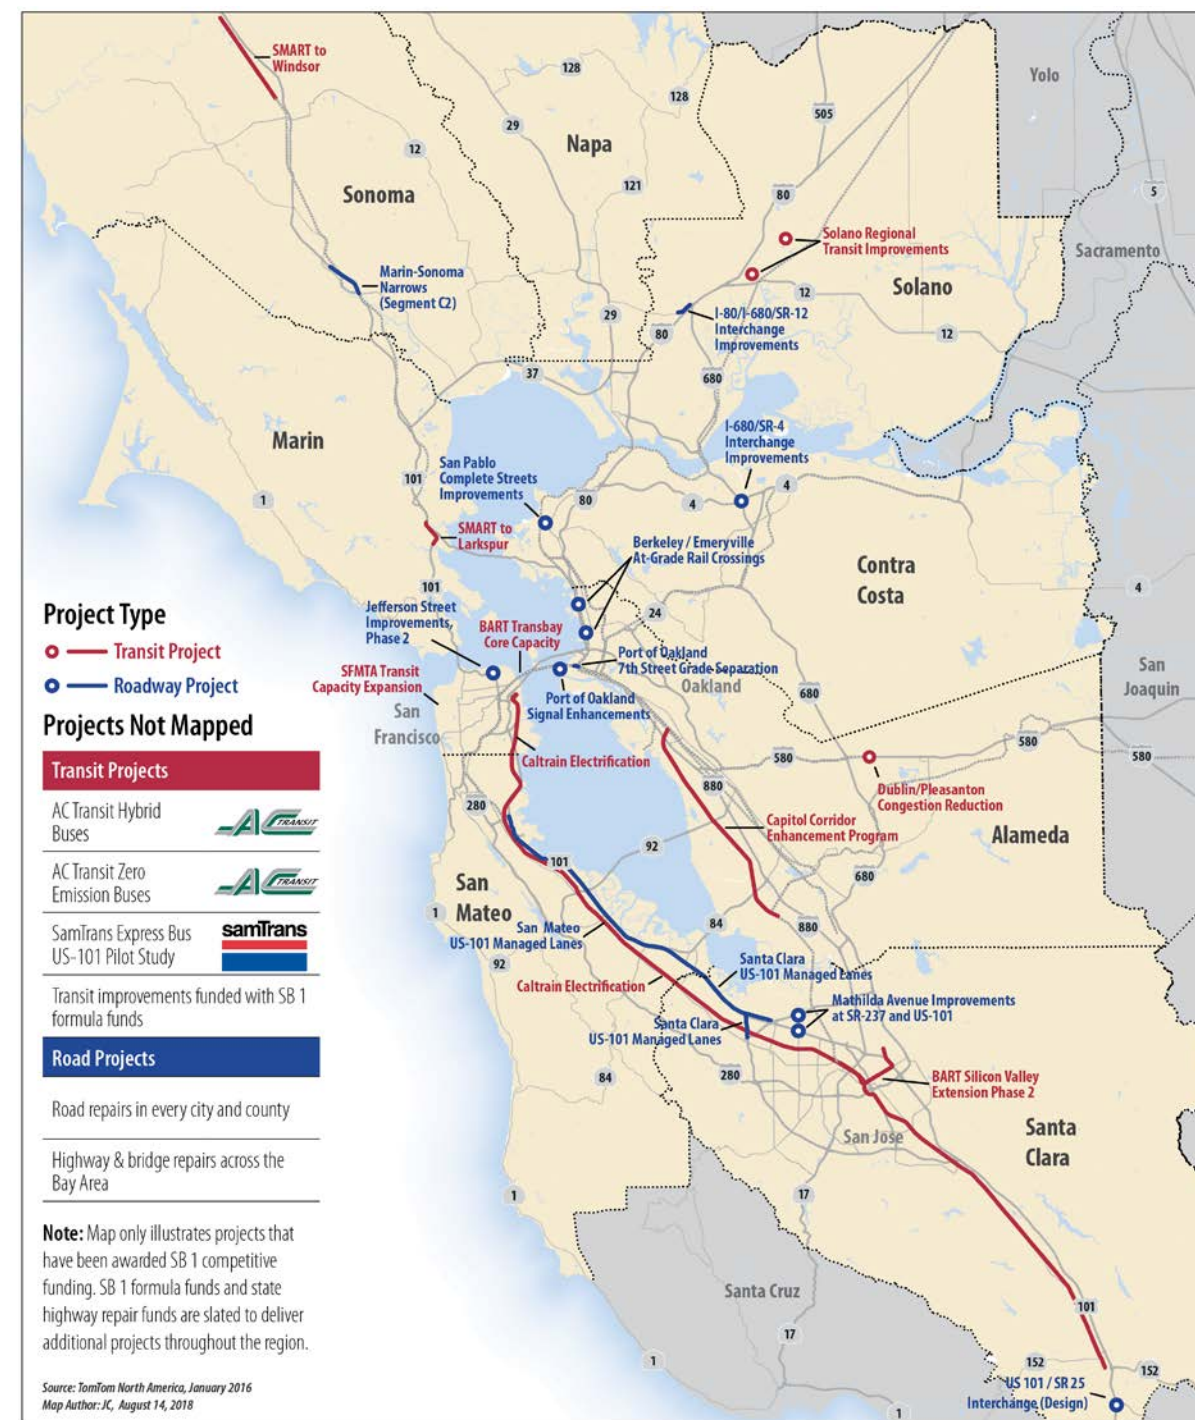 SMART to
Windsor
128
128
Yolo
505
29
12
Napa
121
Sonoma
80
5
Solano Regional
Transit Improvements
Sacramento
Marin-Sonoma
Narrows
(Segment C2)
12
Solano
29
I-80/I-680/SR-12
Interchange
Improvements
80
12
37
680
Marin
I-680/SR-4
Interchange
Improvements
San Pablo
Complete Streets
Improvements
101
1
80
4
4
SMART to
Larkspur
Berkeley / Emeryville
At-Grade Rail Crossings
Contra
Costa
101
4
24
Jefferson Street
Improvements,
Phase 2
BART Transbay
Core Capacity
Port of Oakland
7th Street Grade Separation
SFMTA Transit
Capacity Expansion
Oakland
San
Joaquin
680
Port of Oakland
Signal Enhancements
San
Francisco
580
580
580
Caltrain Electrification
880
Dublin/Pleasanton
Congestion Reduction
280
Capitol Corridor
Enhancement Program
Alameda
92
101
680
San
Mateo
1
84
880
San Mateo
US-101 Managed Lanes
92
Santa Clara
US-101 Managed Lanes
Caltrain Electrification
Mathilda Avenue Improvements
at SR-237 and US-101
Santa Clara
US-101 Managed Lanes
84
280
BART Silicon Valley
Extension Phase 2
San Jose
Santa
Clara
1
17
Santa Cruz
101
17
1
152
152
US 101 / SR 25
Interchange (Design)
1
Project Type
Transit Project
Roadway Project
Projects Not Mapped
Transit Projects
AC Transit Hybrid
Buses
AC TRANSIT
AC Transit Zero
Emission Buses
AC TRANSIT
SamTrans Express Bus
US-101 Pilot Study
samTrans
Transit improvements funded with SB 1
formula funds
Road Projects
Road repairs in every city and county
Highway & bridge repairs across the
Bay Area
Note: Map only illustrates projects that
have been awarded SB 1 competitive
funding. SB 1 formula funds and state
highway repair funds are slated to deliver
additional projects throughout the region.
Source: TomTom North America, January 2016
Map Author: JC, August 14, 2018